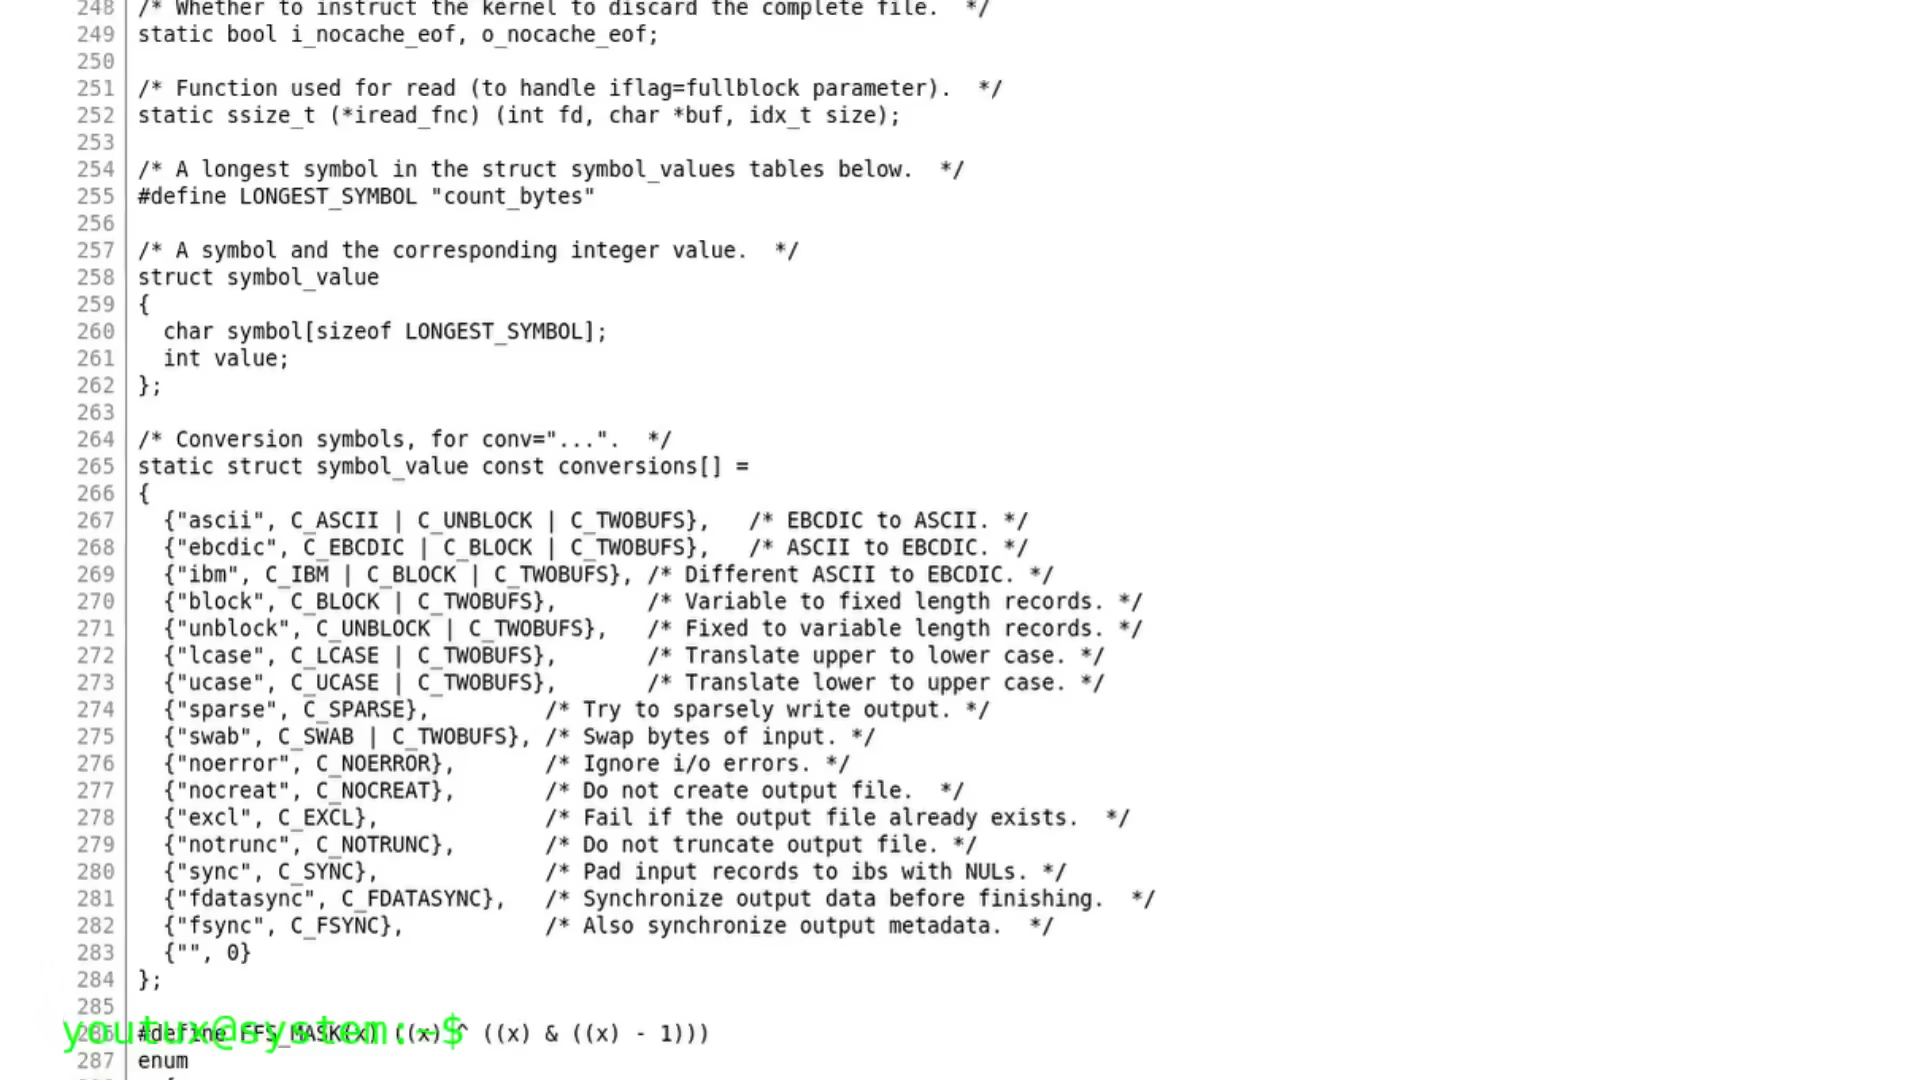 248 /* Whether to instruct the kernel to discard the complete file.  */
249 static bool i_nocache_eof, o_nocache_eof;
250
251 /* Function used for read (to handle iflag=fullblock parameter).  */
252 static ssize_t (*iread_fnc) (int fd, char *buf, idx_t size);
253
254 /* A longest symbol in the struct symbol_values tables below.  */
255 #define LONGEST_SYMBOL "count_bytes"
256
257 /* A symbol and the corresponding integer value.  */
258 struct symbol_value
259 {
260   char symbol[sizeof LONGEST_SYMBOL];
261   int value;
262 };
263
264 /* Conversion symbols, for conv="...".  */
265 static struct symbol_value const conversions[] =
266 {
267   {"ascii", C_ASCII | C_UNBLOCK | C_TWOBUFS},   /* EBCDIC to ASCII. */
268   {"ebcdic", C_EBCDIC | C_BLOCK | C_TWOBUFS},   /* ASCII to EBCDIC. */
269   {"ibm", C_IBM | C_BLOCK | C_TWOBUFS}, /* Different ASCII to EBCDIC. */
270   {"block", C_BLOCK | C_TWOBUFS},       /* Variable to fixed length records. */
271   {"unblock", C_UNBLOCK | C_TWOBUFS},   /* Fixed to variable length records. */
272   {"lcase", C_LCASE | C_TWOBUFS},       /* Translate upper to lower case. */
273   {"ucase", C_UCASE | C_TWOBUFS},       /* Translate lower to upper case. */
274   {"sparse", C_SPARSE},         /* Try to sparsely write output. */
275   {"swab", C_SWAB | C_TWOBUFS}, /* Swap bytes of input. */
276   {"noerror", C_NOERROR},       /* Ignore i/o errors. */
277   {"nocreat", C_NOCREAT},       /* Do not create output file.  */
278   {"excl", C_EXCL},             /* Fail if the output file already exists.  */
279   {"notrunc", C_NOTRUNC},       /* Do not truncate output file. */
280   {"sync", C_SYNC},             /* Pad input records to ibs with NULs. */
281   {"fdatasync", C_FDATASYNC},   /* Synchronize output data before finishing.  */
282   {"fsync", C_FSYNC},           /* Also synchronize output metadata.  */
283   {"", 0}
284 };
285
286 #define FFS_MASK(x) ((x) ^ ((x) & ((x) - 1)))
youtux@system:~$
287 enum